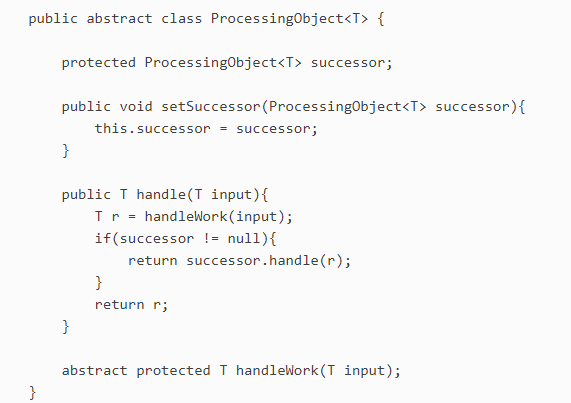 public abstract class ProcessingObject<T> {
protected ProcessingObject<T> successor;
public void setSuccessor(ProcessingObject<T> successor){
this.successor = successor;
}
public T handle(T input){
T r = handleWork(input);
if(successor != null){
return successor.handle(r);
}
return r;
}
abstract protected T handleWork(T input);
}